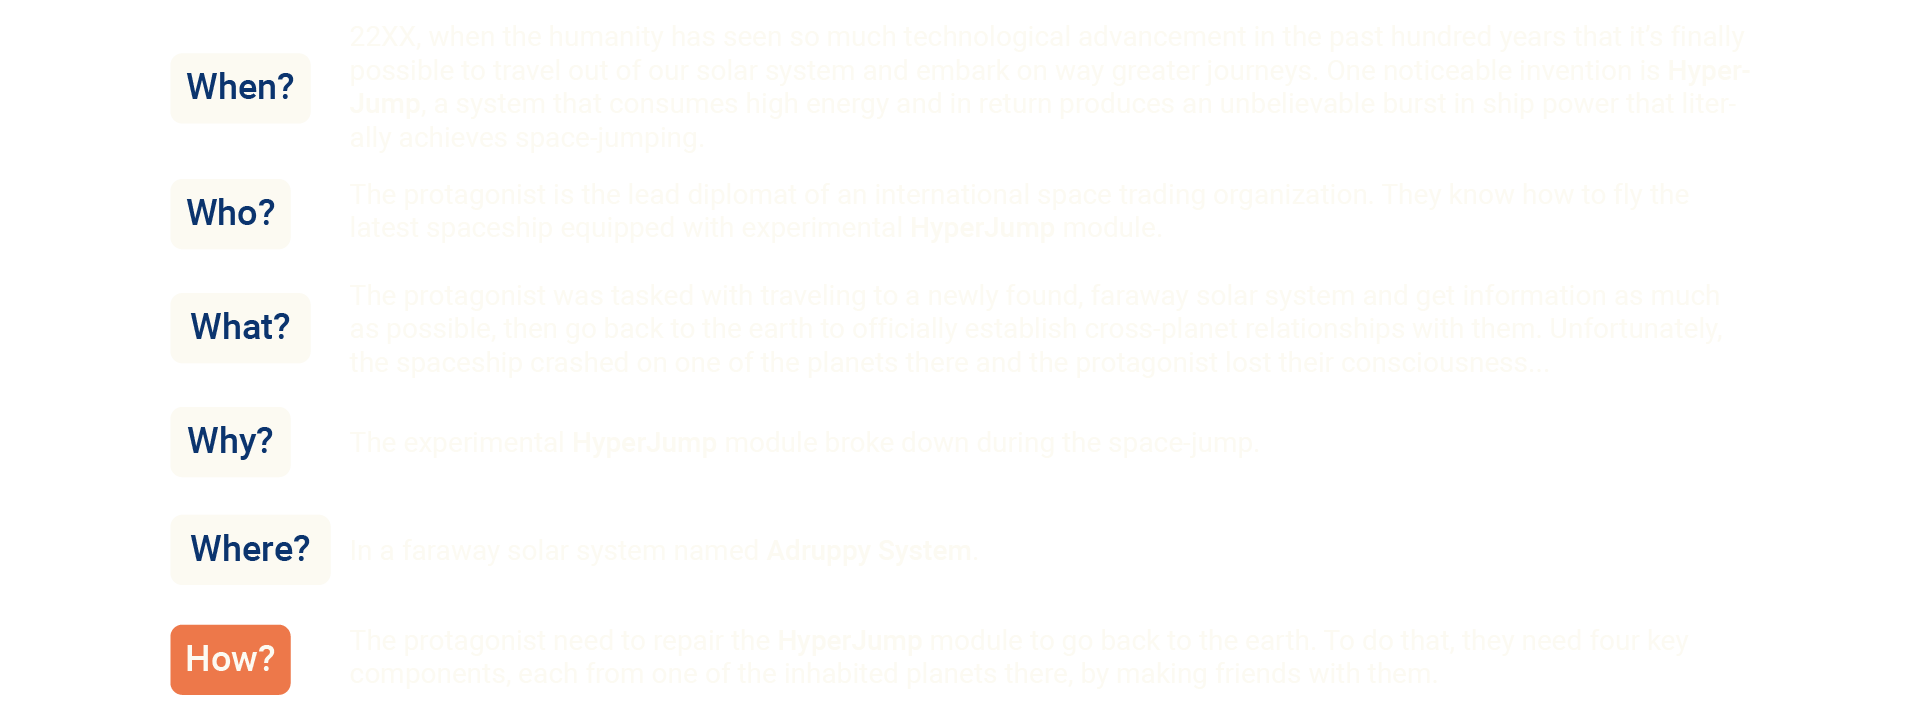 When?
22XX, when the humanity has seen so much technological advancement in the past hundred years that it's finally
possible to travel out of our solar system and embark on way greater journeys. One noticeable invention is Hyper-
Jump, a system that consumes high energy and in return produces an unbelievable burst in ship power that liter-
ally achieves space-jumping.
Who?
The protagonist is the lead diplomat of an international space trading organization. They know how to fly the
latest spaceship equipped with experimental HyperJump module.
What?
The protagonist was tasked with traveling to a newly found, faraway solar system and get information as much
as possible, then go back to the earth to officially establish cross-planet relationships with them. Unfortunately,
the spaceship crashed on one of the planets there and the protagonist lost their consciousness...
Why?
The experimental HyperJump module broke down during the space-jump.
Where?
In a faraway solar system named Adruppy System.
How?
The protagonist need to repair the HyperJump module to go back to the earth. To do that, they need four key
components, each from one of the inhabited planets there, by making friends with them.